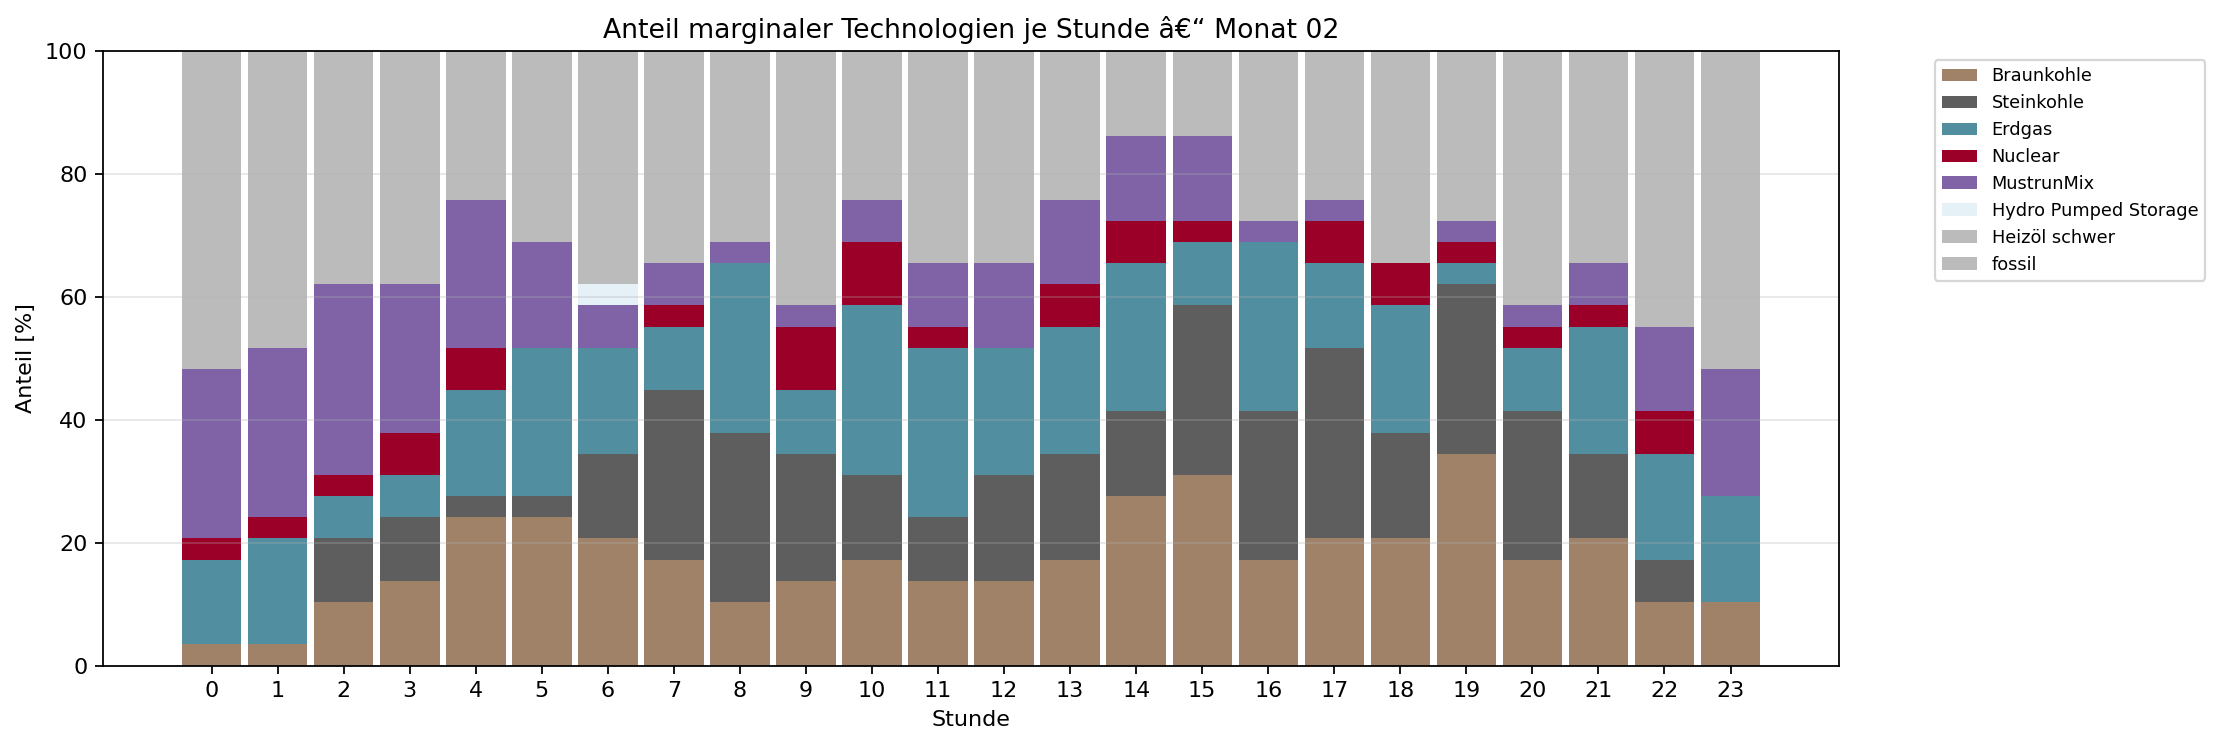 Anteil marginaler Technologien je Stunde â€“ Monat 02
Anteil [%]
100
80
60
40
20
0
0 1 2 3 4 5 6 7 8 9 10 11 12 13 14 15 16 17 18 19 20 21 22 23
Stunde
Braunkohle
Steinkohle
Erdgas
Nuclear
MustrunMix
Hydro Pumped Storage
Heizöl schwer
fossil